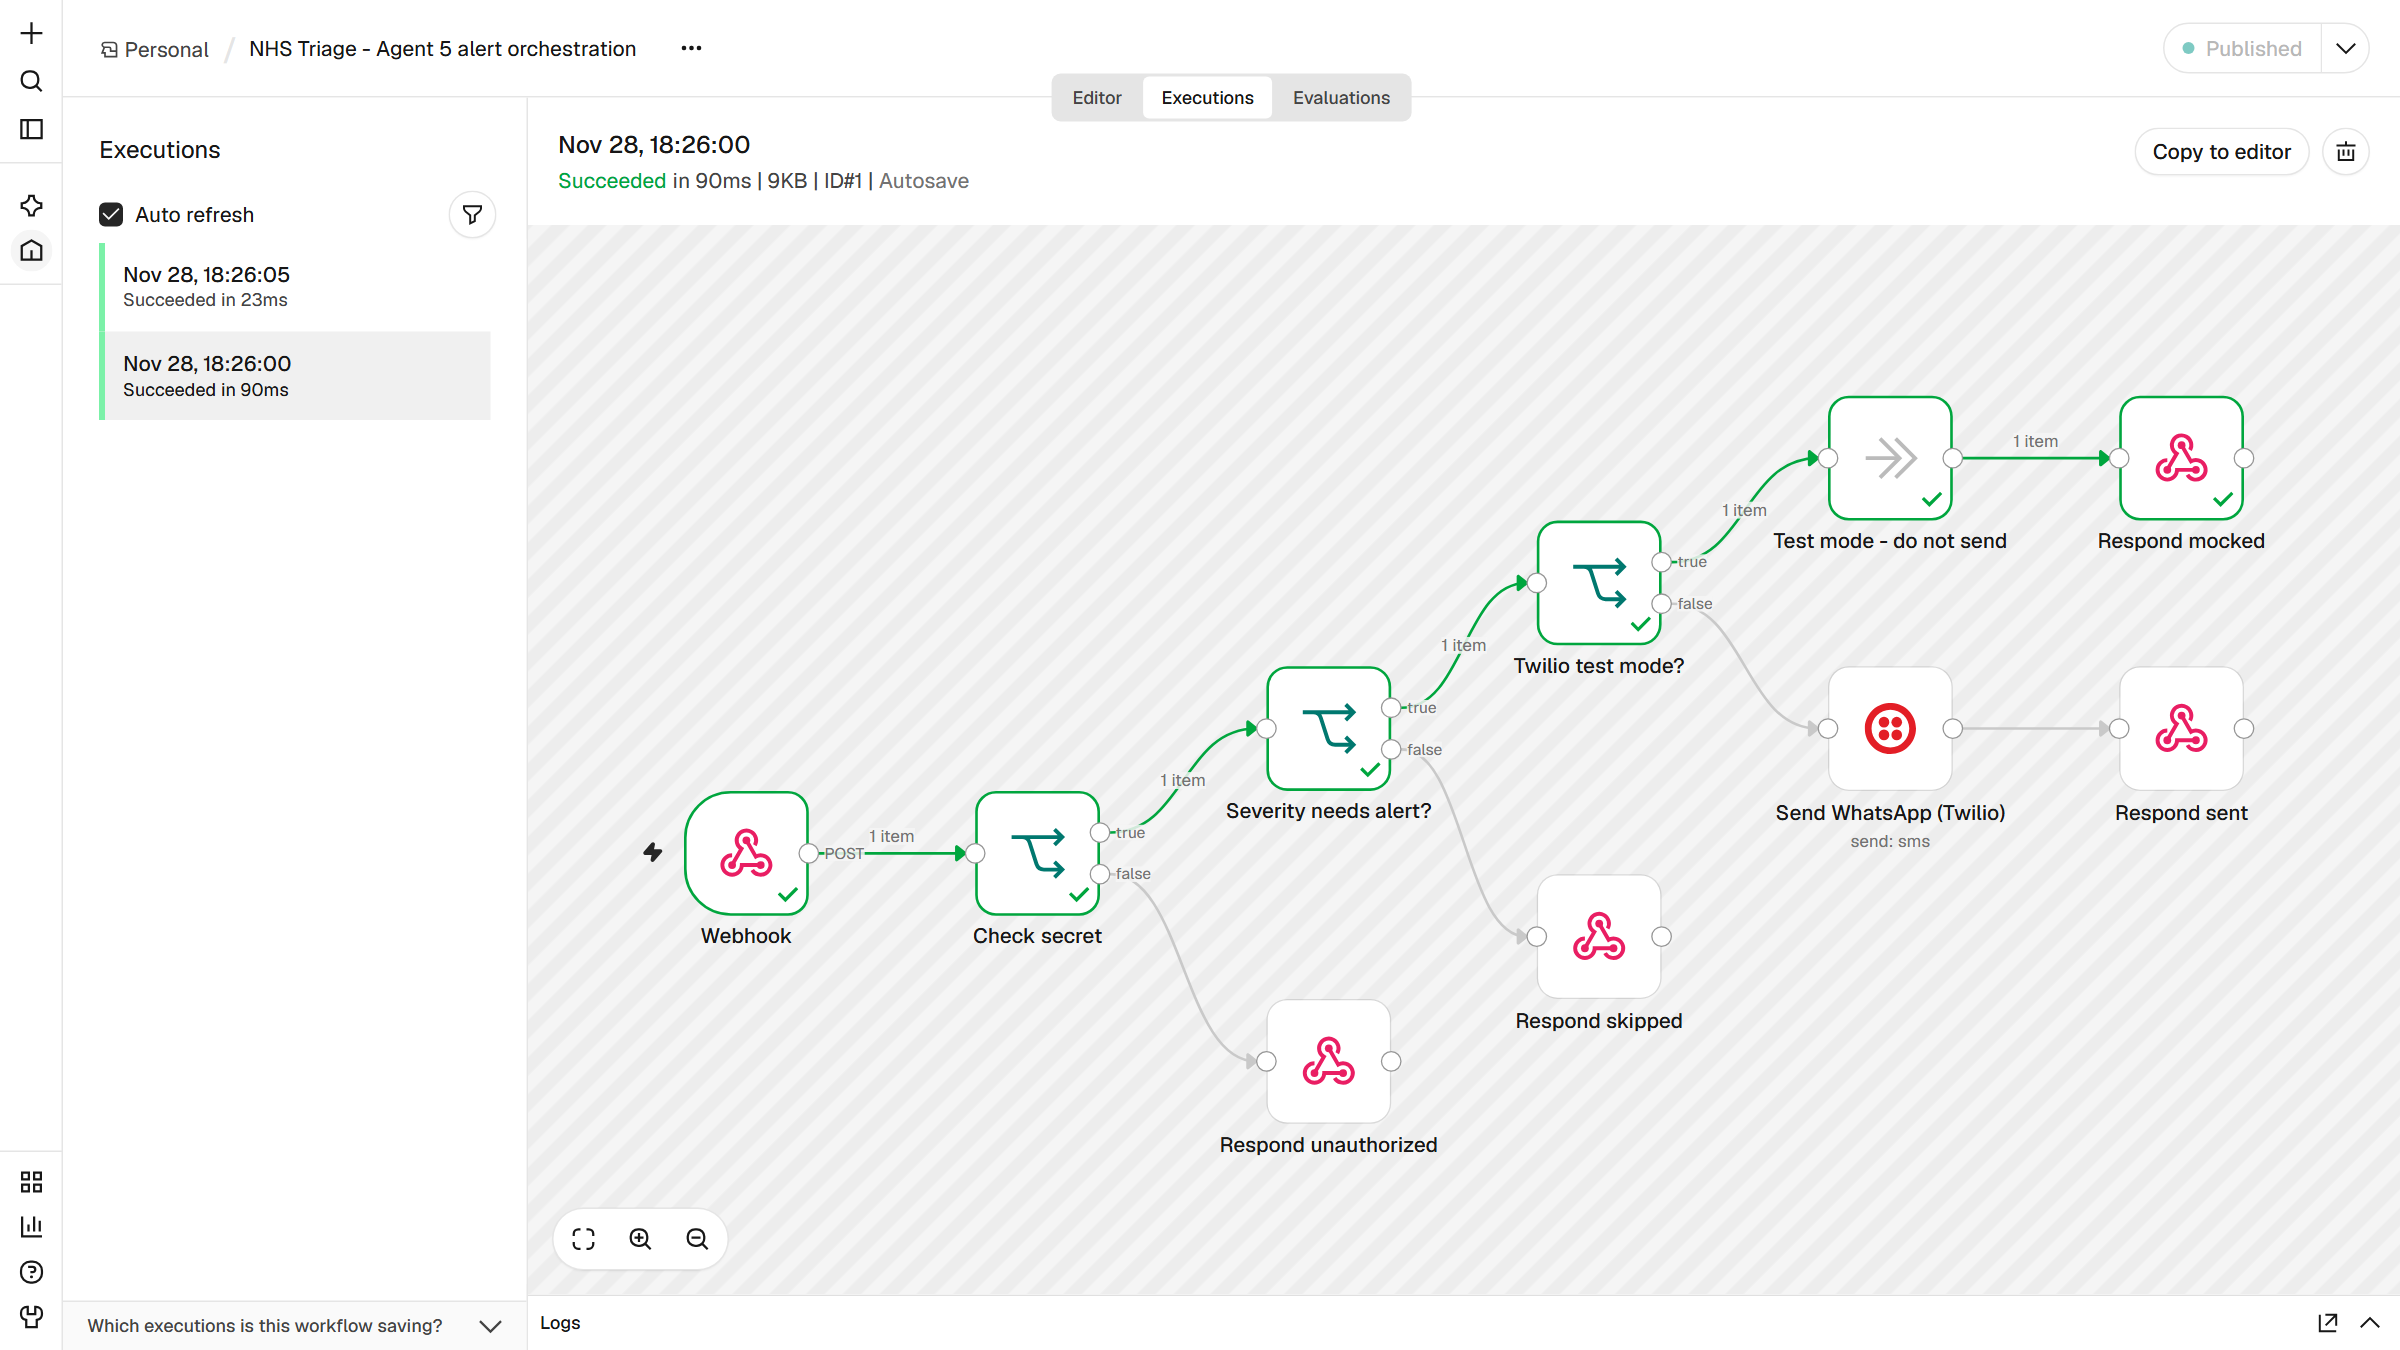 Personal / NHS Triage - Agent 5 alert orchestration
Published
Editor
Executions
Evaluations
Executions
Auto refresh
Nov 28, 18:26:05
Succeeded in 23ms
Nov 28, 18:26:00
Succeeded in 90ms
Which executions is this workflow saving?
Nov 28, 18:26:00
Succeeded in 90ms | 9KB | ID#1 | Autosave
Copy to editor
1 item
Test mode - do not send
Respond mocked
1 item
true
false
Twilio test mode?
1 item
true
false
Severity needs alert?
Send WhatsApp (Twilio)
send: sms
Respond sent
1 item
true
false
POST
1 item
Webhook
Check secret
Respond skipped
Respond unauthorized
Logs